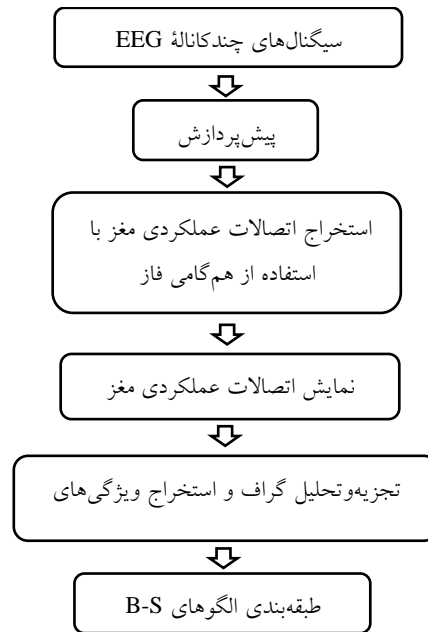 سیگنال‌های چندکانالهٔ EEG
پیش‌پردازش
استخراج اتصالات عملکردی مغز با
استفاده از هم‌گامی فاز
نمایش اتصالات عملکردی مغز
تجزیه‌وتحلیل گراف و استخراج ویژگی‌های
طبقه‌بندی الگوهای B-S